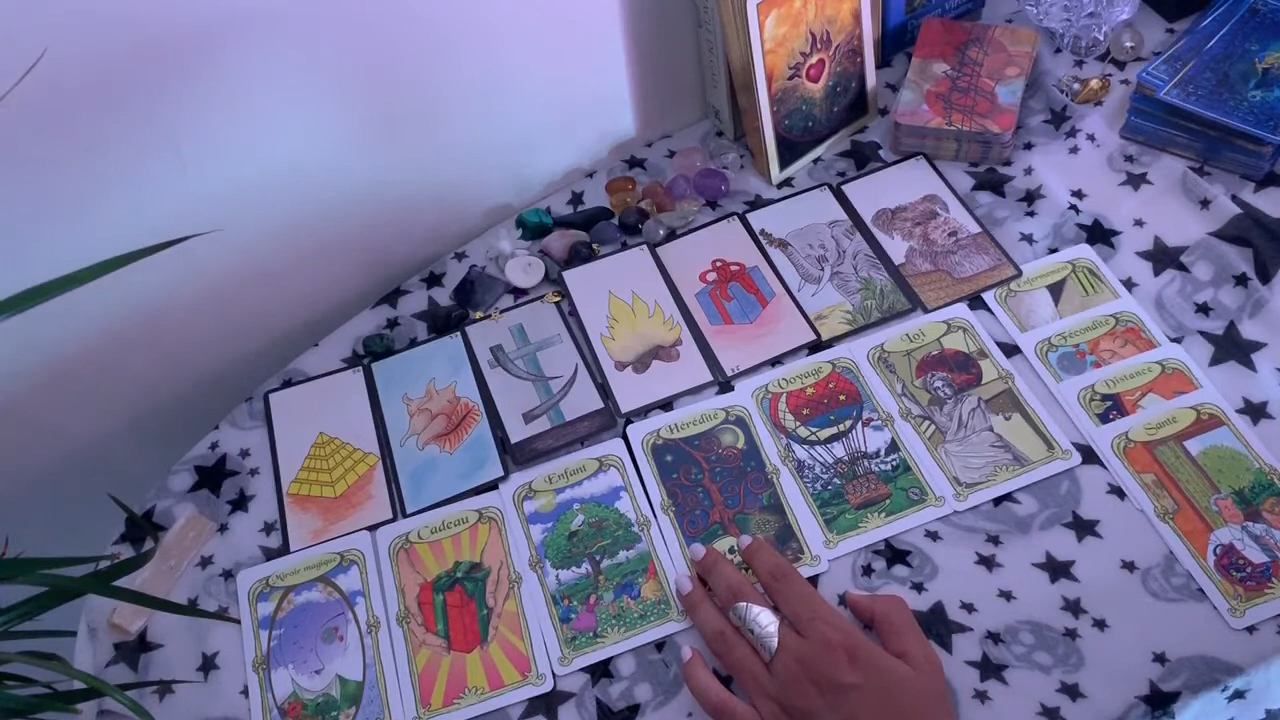 Enfermement
Fécondité
Distance
Santé
Loi
Voyage
Hérédité
Enfant
Cadeau
Miroir magique